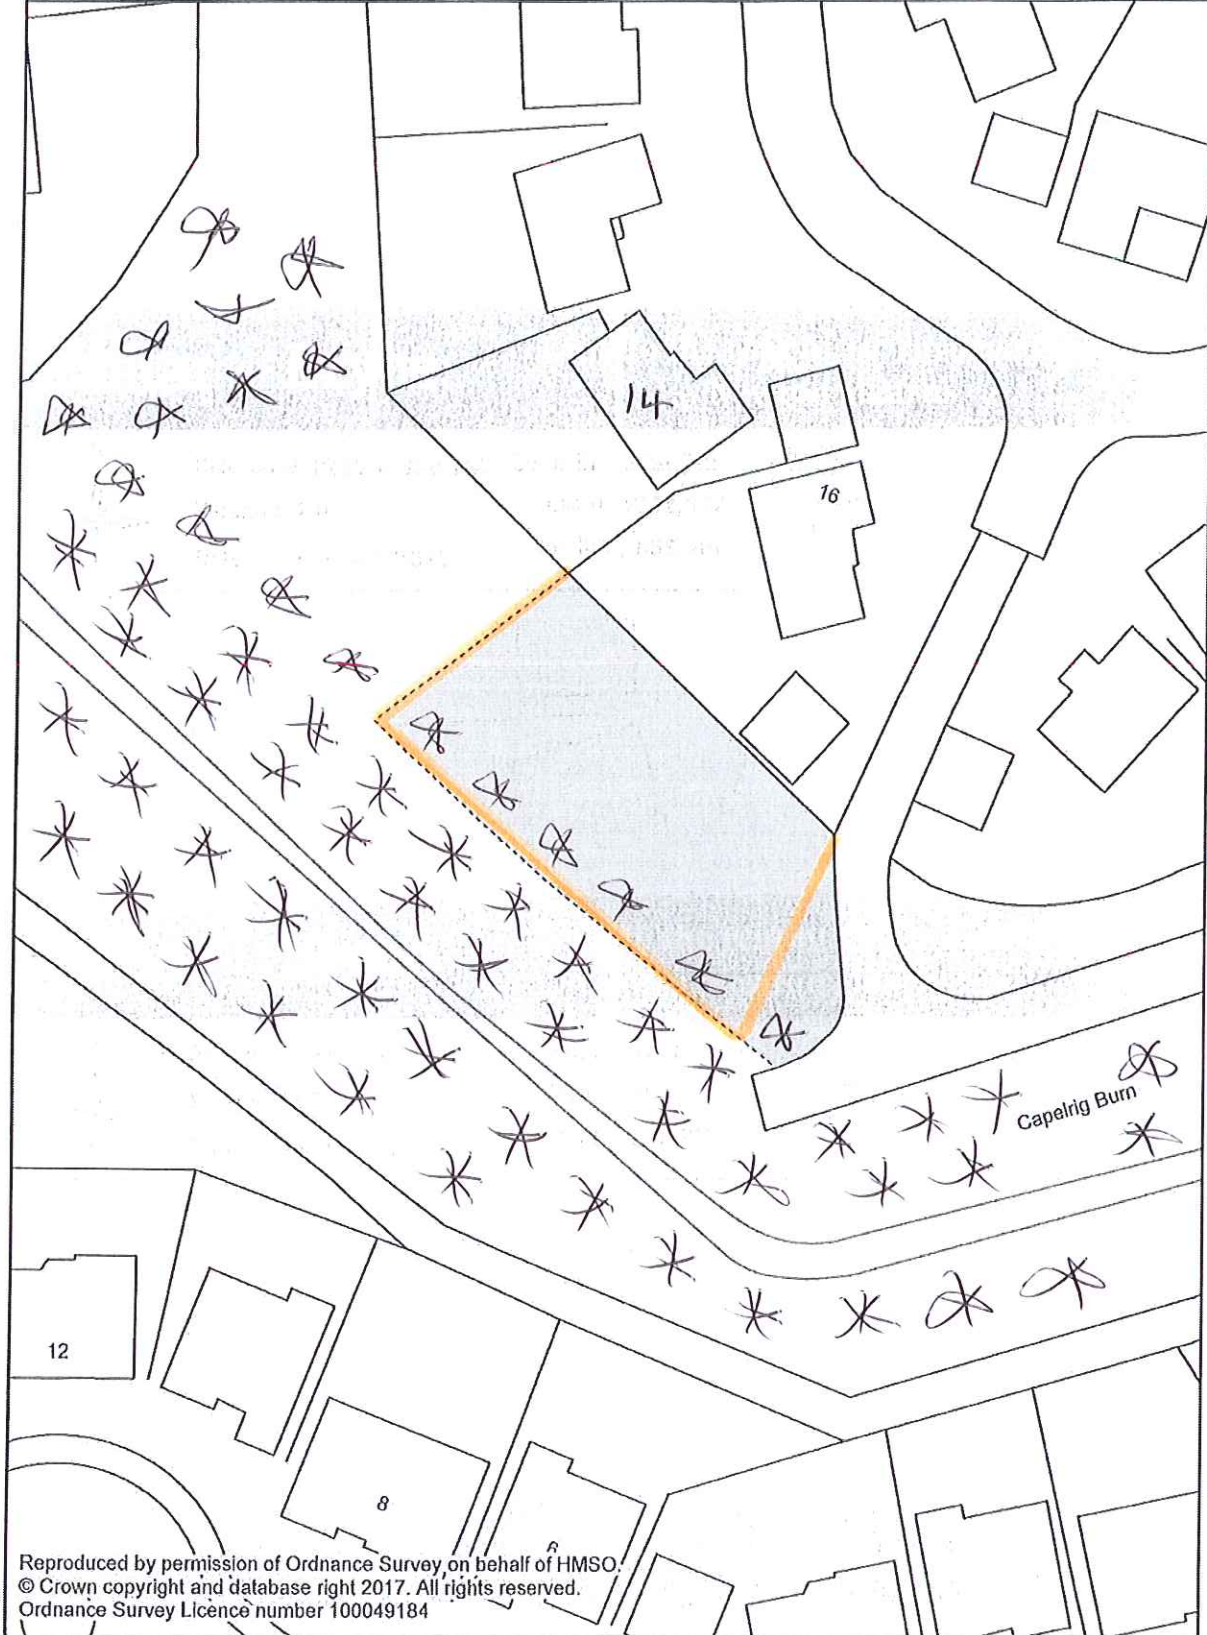 14
16
Capelrig Burn
12
8
6
Reproduced by permission of Ordnance Survey, on behalf of HMSO.
© Crown copyright and database right 2017. All rights reserved.
Ordnance Survey Licence number 100049184